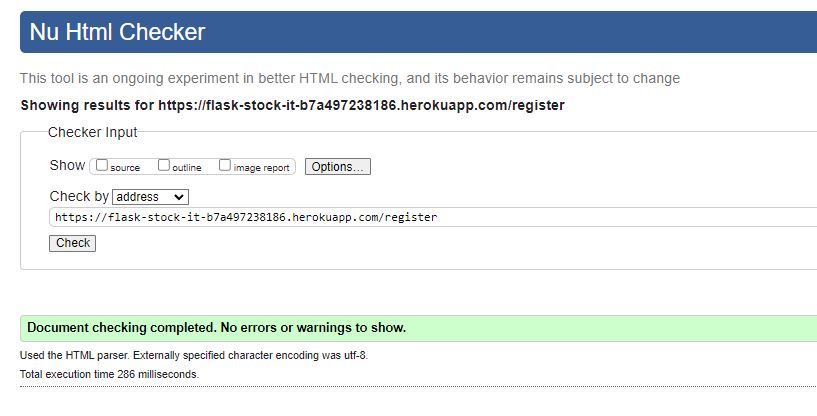 Nu Html Checker
This tool is an ongoing experiment in better HTML checking, and its behavior remains subject to change
Showing results for https://flask-stock-it-b7a497238186.herokuapp.com/register
Checker Input
Show source outline image report Options...
Check by address
https://flask-stock-it-b7a497238186.herokuapp.com/register
Check
Document checking completed. No errors or warnings to show.
Used the HTML parser. Externally specified character encoding was utf-8.
Total execution time 286 milliseconds.